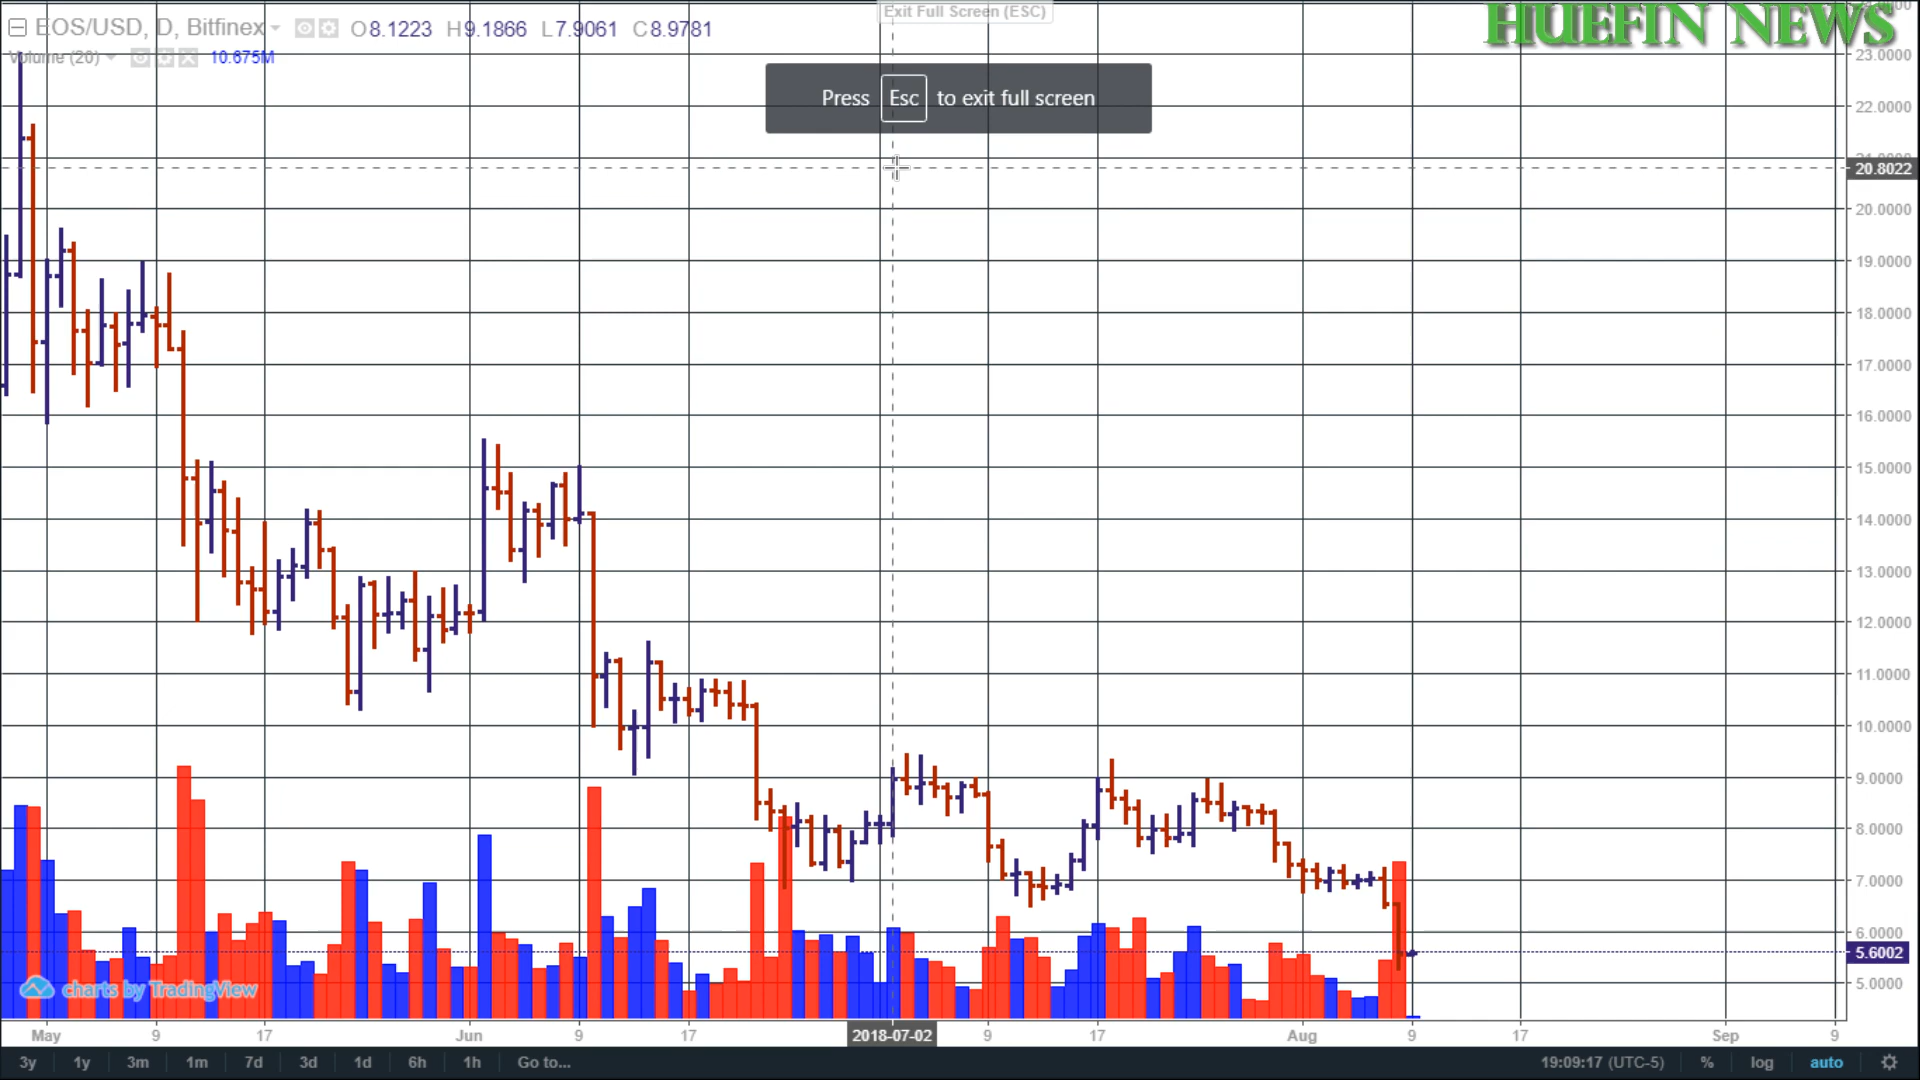 EOS/USD, D, Bitfinex O8.1223 H9.1866 L7.9061 C8.9781
Exit Full Screen (ESC)
HUEFIN NEWS
Volume (20) 10.675M
Press Esc to exit full screen
23.0000
22.0000
20.8022
20.0000
19.0000
18.0000
17.0000
16.0000
15.0000
14.0000
13.0000
12.0000
11.0000
10.0000
9.0000
8.0000
7.0000
6.0000
5.6002
5.0000
charts by TradingView
May 9 17 Jun 9 17 2018-07-02 9 17 Aug 9 17 Sep 9
3y 1y 3m 1m 7d 3d 1d 6h 1h Go to... 19:09:17 (UTC-5) % log auto